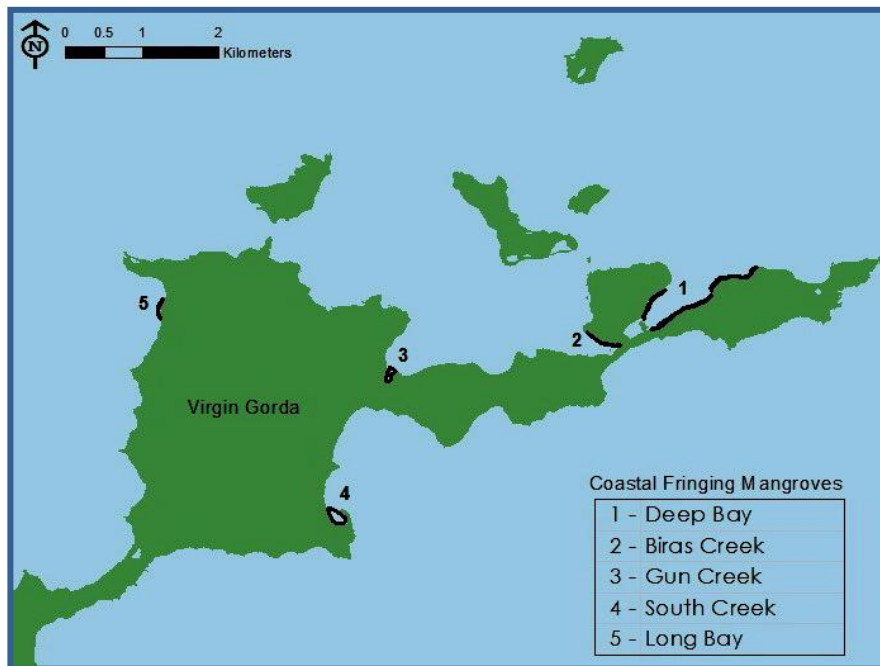 N
0 0.5 1 2
Kilometers
1
5
2
3
Virgin Gorda
4
Coastal Fringing Mangroves
1 - Deep Bay
2 - Biras Creek
3 - Gun Creek
4 - South Creek
5 - Long Bay